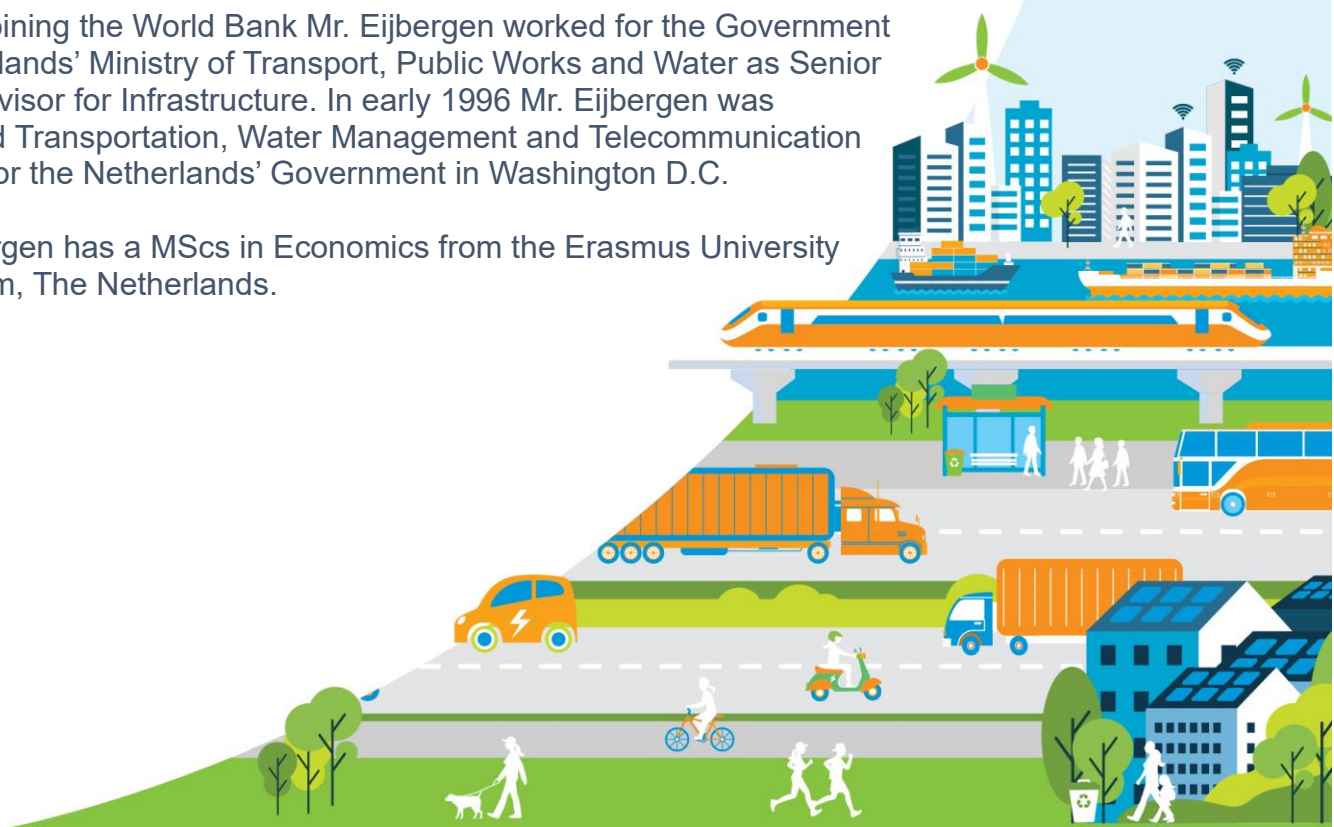 ining the World Bank Mr. Eijbergen worked for the Government
lands’ Ministry of Transport, Public Works and Water as Senior
visor for Infrastructure. In early 1996 Mr. Eijbergen was
d Transportation, Water Management and Telecommunication
or the Netherlands’ Government in Washington D.C.
rgen has a MScs in Economics from the Erasmus University
m, The Netherlands.